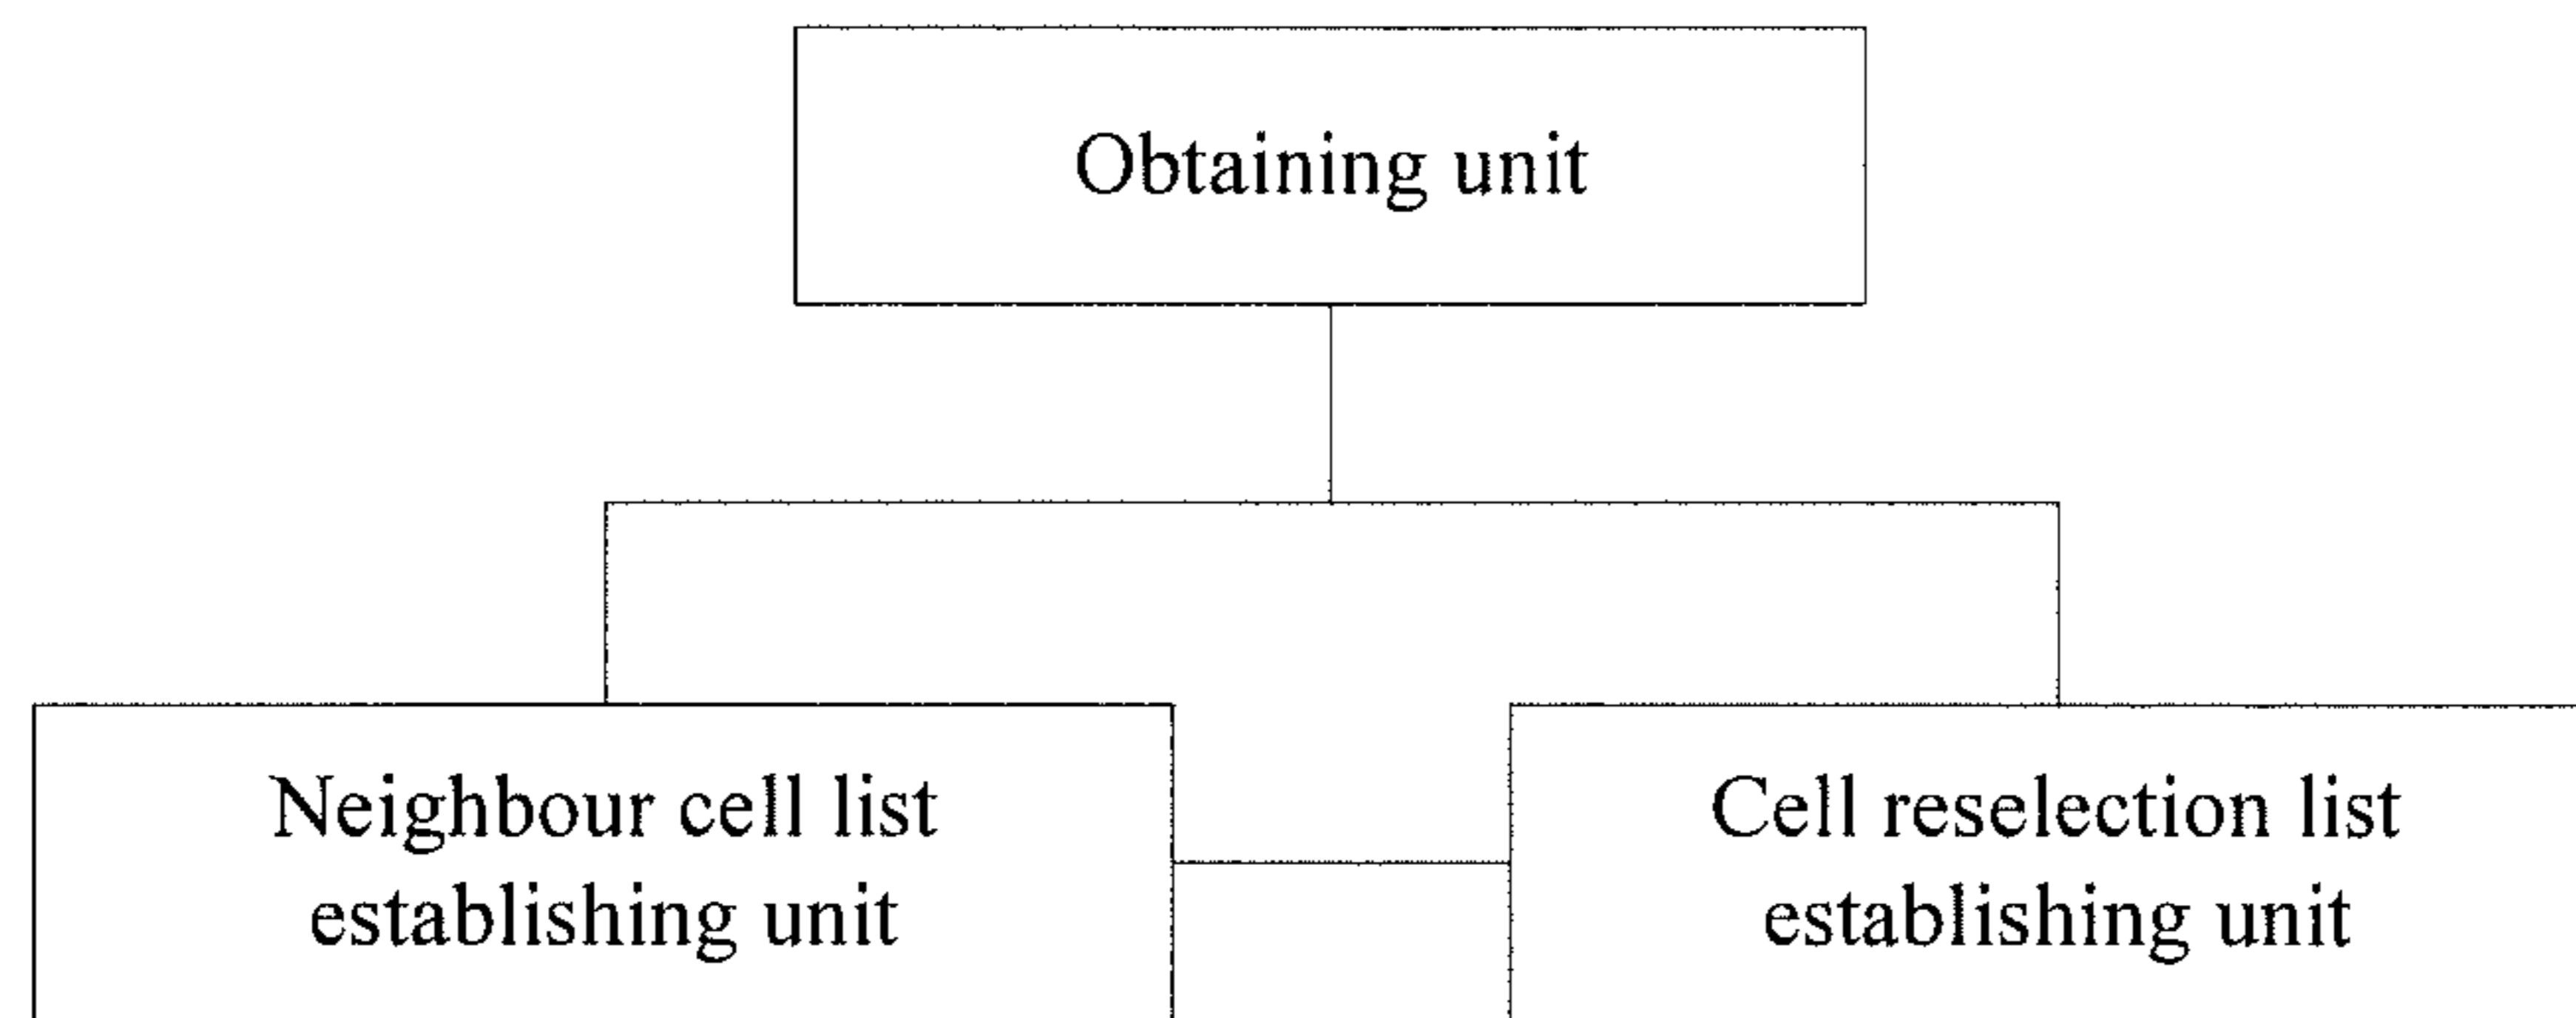 Obtaining unit
Neighbour cell list
establishing unit
Cell reselection list
establishing unit